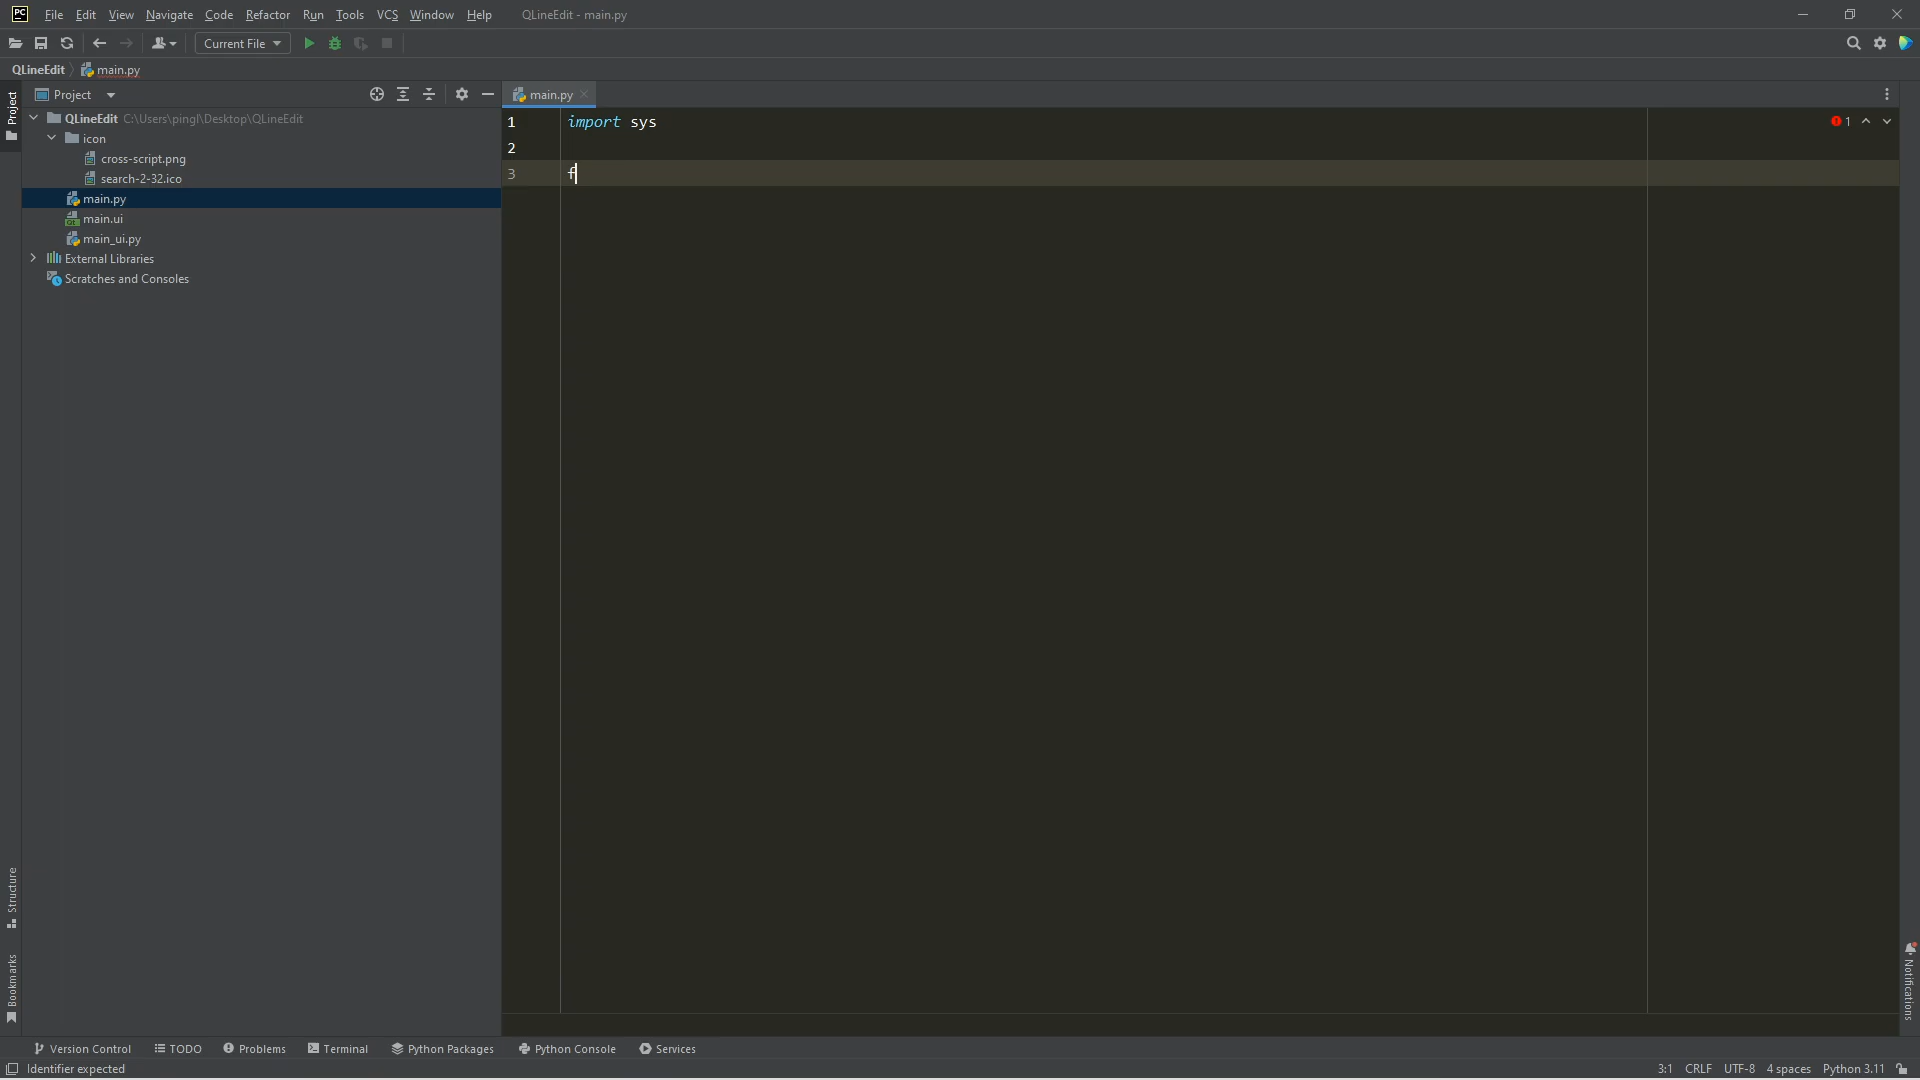 PC File Edit View Navigate Code Refactor Run Tools VCS Window Help QLineEdit - main.py
Current File
QLineEdit main.py
Project
Project
main.py
QLineEdit C:\Users\pingl\Desktop\QLineEdit
icon
cross-script.png
search-2-32.ico
main.py
main.ui
main_ui.py
External Libraries
Scratches and Consoles
1 import sys
2
3 f
1
Structure
Bookmarks
Notifications
Version Control TODO Problems Terminal Python Packages Python Console Services
Identifier expected 3:1 CRLF UTF-8 4 spaces Python 3.11